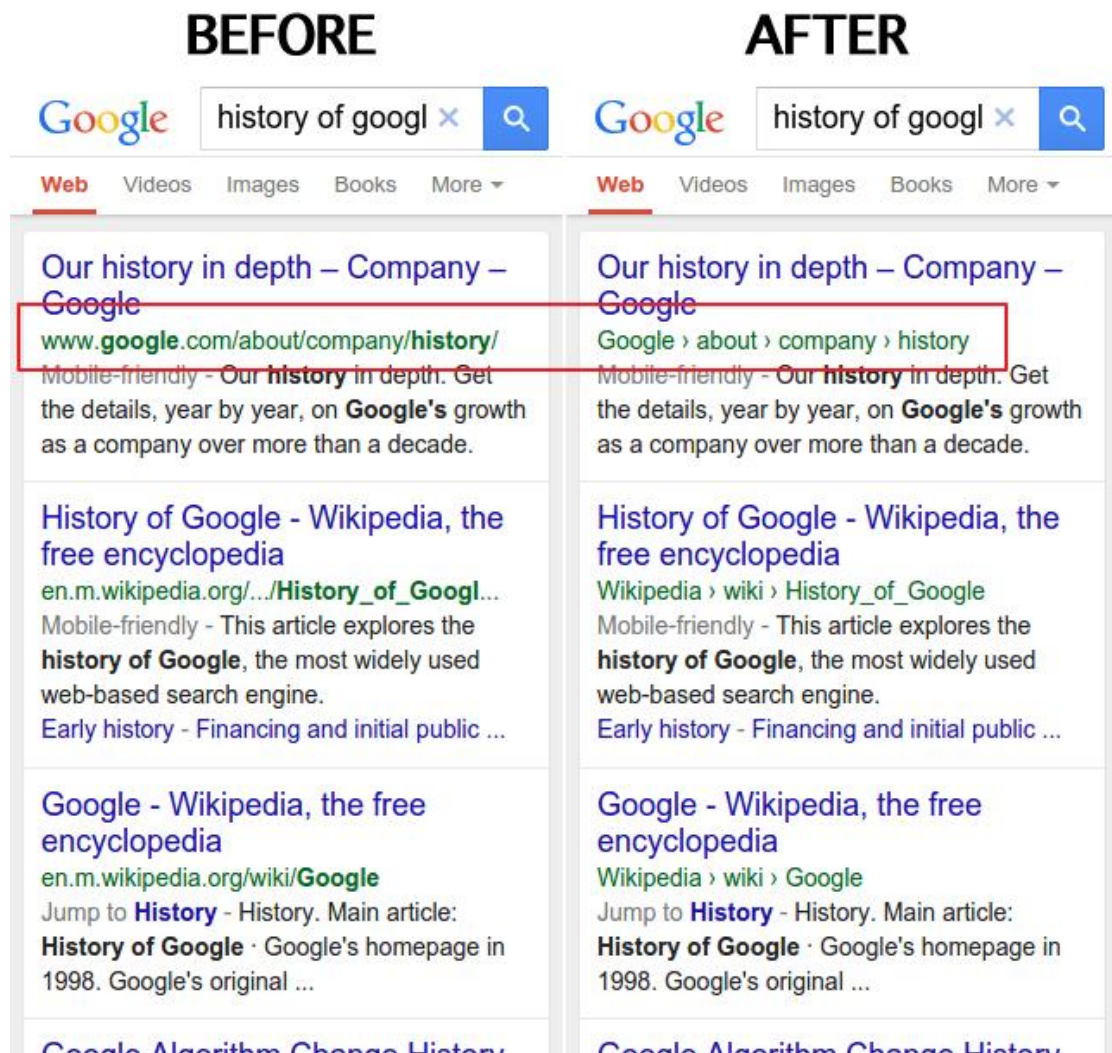 BEFORE
Google
history of googl ×
Web Videos Images Books More
Our history in depth – Company –
Google
www.google.com/about/company/history/
Mobile-friendly - Our history in depth. Get
the details, year by year, on Google's growth
as a company over more than a decade.
History of Google - Wikipedia, the
free encyclopedia
en.m.wikipedia.org/.../History_of_Googl...
Mobile-friendly - This article explores the
history of Google, the most widely used
web-based search engine.
Early history - Financing and initial public ...
Google - Wikipedia, the free
encyclopedia
en.m.wikipedia.org/wiki/Google
Jump to History - History. Main article:
History of Google · Google's homepage in
1998. Google's original ...
Google Algorithm Change History
AFTER
Google
history of googl ×
Web Videos Images Books More
Our history in depth – Company –
Google
Google › about › company › history
Mobile-friendly - Our history in depth. Get
the details, year by year, on Google's growth
as a company over more than a decade.
History of Google - Wikipedia, the
free encyclopedia
Wikipedia › wiki › History_of_Google
Mobile-friendly - This article explores the
history of Google, the most widely used
web-based search engine.
Early history - Financing and initial public ...
Google - Wikipedia, the free
encyclopedia
Wikipedia › wiki › Google
Jump to History - History. Main article:
History of Google · Google's homepage in
1998. Google's original ...
Google Algorithm Change History